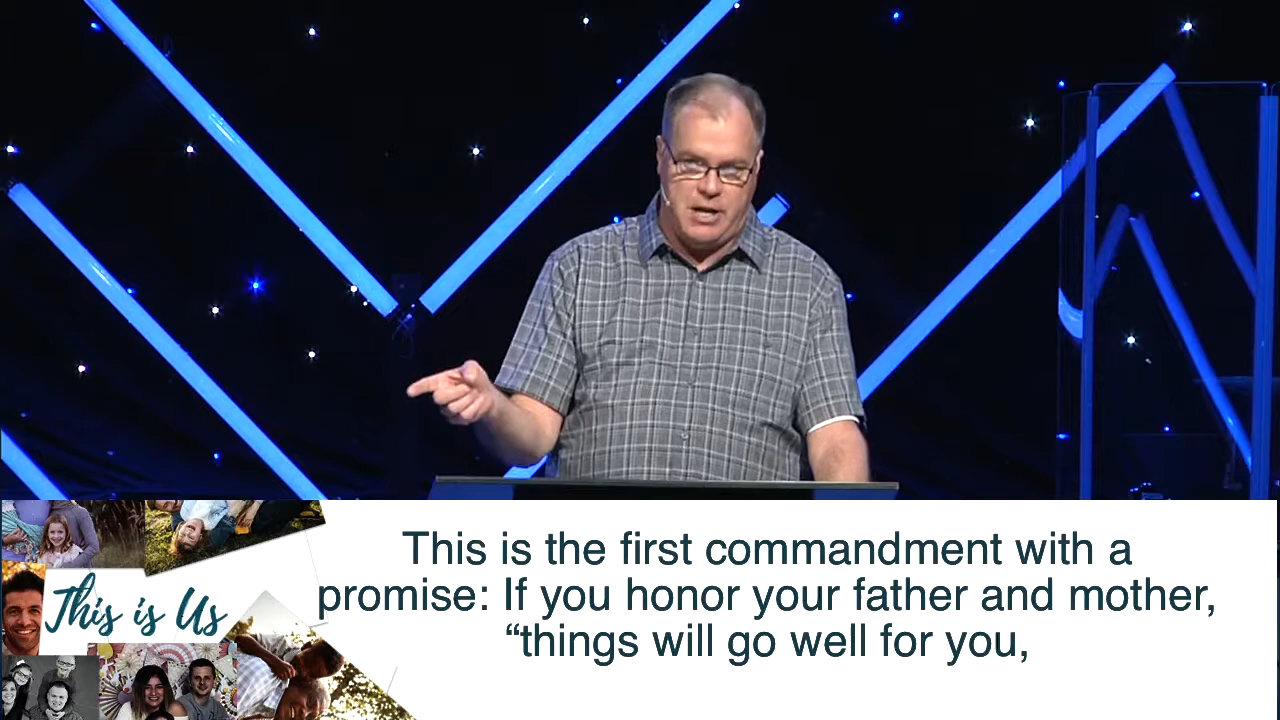 This is the first commandment with a
promise: If you honor your father and mother,
“things will go well for you,
This is Us